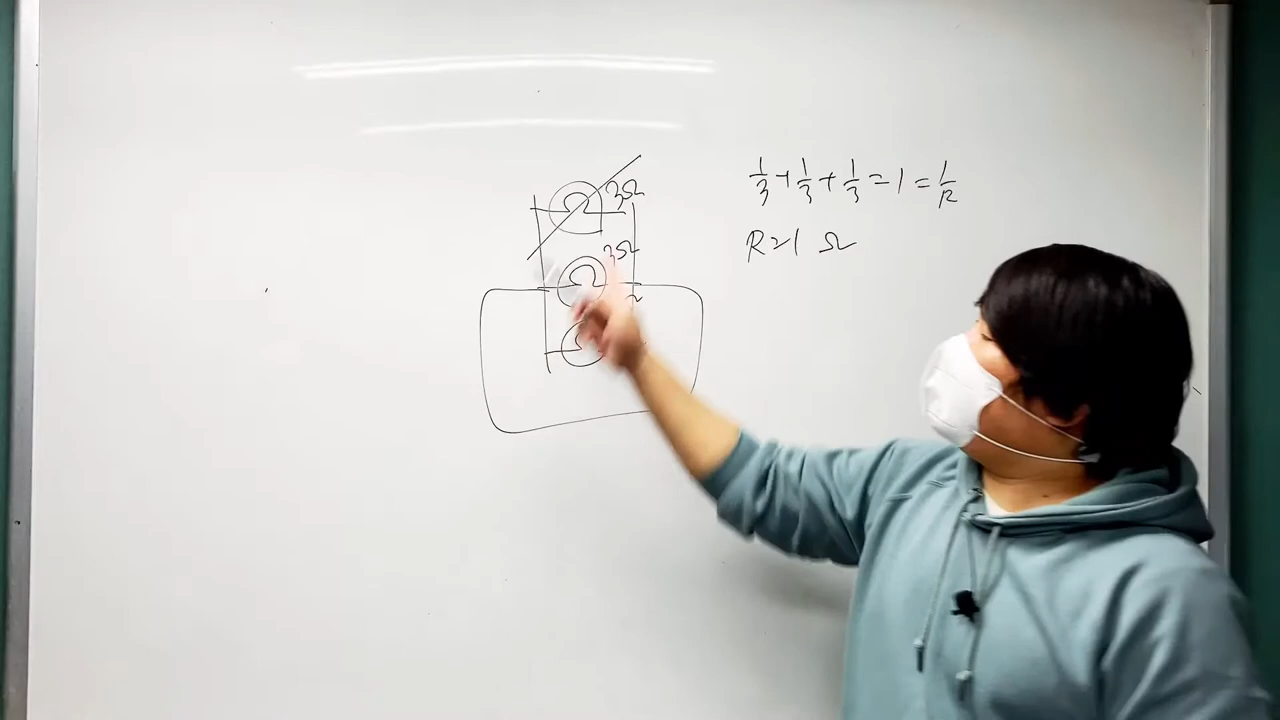 3Ω
3Ω
Ω
1/3 + 1/3 + 1/3 = 1 = 1/R
R = 1 Ω